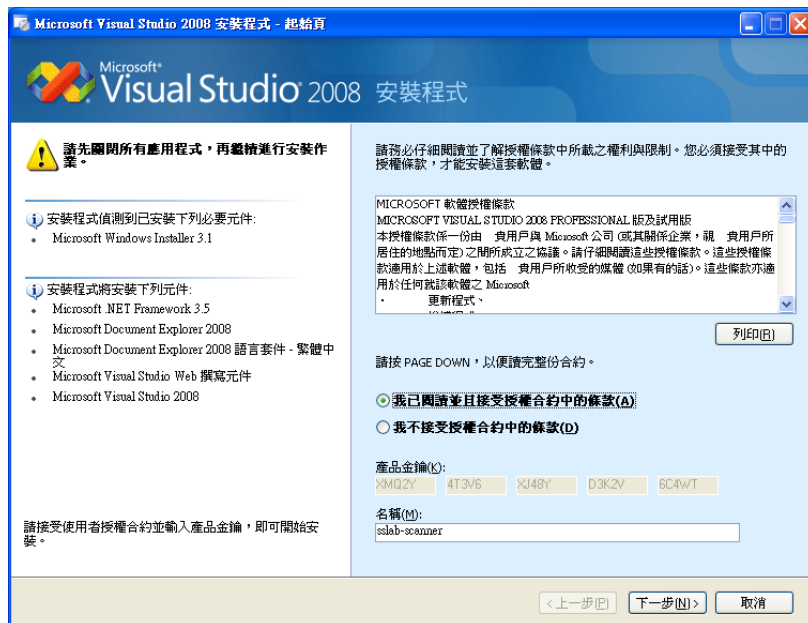 Microsoft Visual Studio 2008 安裝程式 - 起始頁
Microsoft®
Visual Studio® 2008 安裝程式
請先關閉所有應用程式，再繼續進行安裝作
業。
安裝程式偵測到已安裝下列必要元件:
• Microsoft Windows Installer 3.1
安裝程式將安裝下列元件:
• Microsoft .NET Framework 3.5
• Microsoft Document Explorer 2008
• Microsoft Document Explorer 2008 語言套件 - 繁體中
文
• Microsoft Visual Studio Web 撰寫元件
• Microsoft Visual Studio 2008
請接受使用者授權合約並輸入產品金鑰，即可開始安
裝。
請務必仔細閱讀並了解授權條款中所載之權利與限制。您必須接受其中的
授權條款，才能安裝這套軟體。
MICROSOFT 軟體授權條款
MICROSOFT VISUAL STUDIO 2008 PROFESSIONAL 版及試用版
本授權條款係一份由 貴用戶與 Microsoft 公司 (或其關係企業，視 貴用戶所
居住的地點而定) 之間所成立之協議。請仔細閱讀這些授權條款。這些授權條
款適用於上述軟體，包括 貴用戶所收受的媒體 (如果有的話)。這些條款亦適
用於任何就該軟體之 Microsoft
• 更新程式、
列印(R)
請按 PAGE DOWN，以便讀完整份合約。
我已閱讀並且接受授權合約中的條款(A)
我不接受授權合約中的條款(D)
產品金鑰(K):
XMQ2Y 4T3V6 XJ48Y D3K2V 6C4WT
名稱(M):
sslab-scanner
<上一步(P) 下一步(N)> 取消